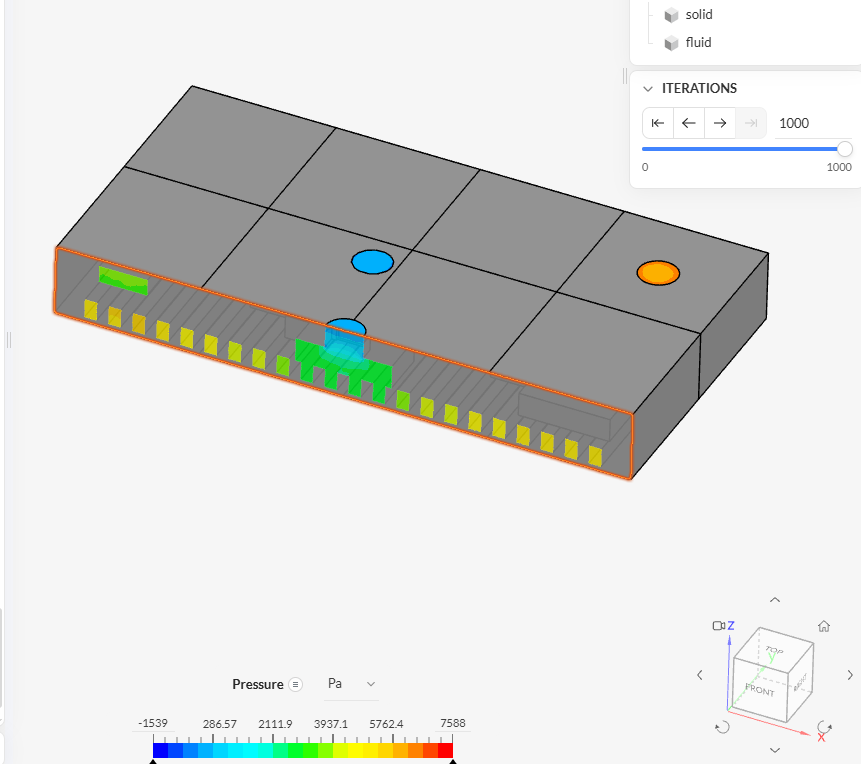 solid
fluid
ITERATIONS
1000
0 1000
Z
TOP
Y
FRONT
X
Pressure Pa
-1539 286.57 2111.9 3937.1 5762.4 7588